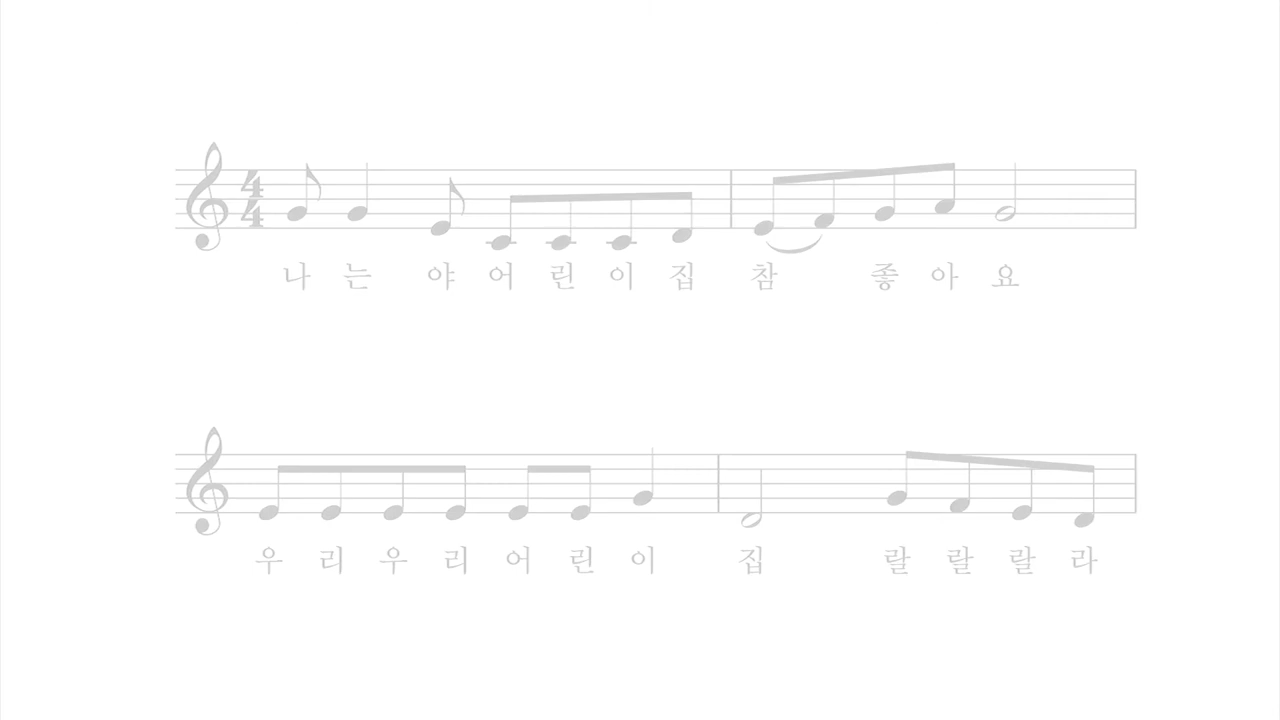 4
4
나 는 야 어 린 이 집 참 좋 아 요
우 리 우 리 어 린 이 집 랄 랄 랄 라